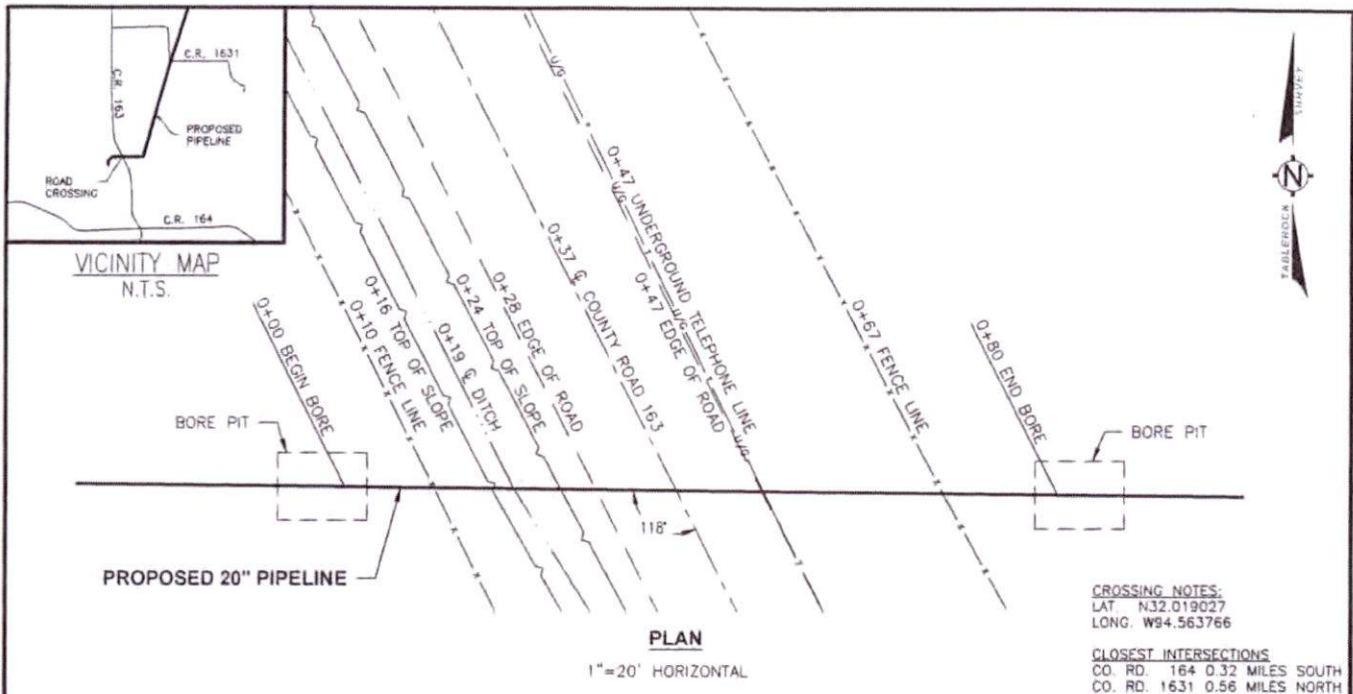 C.R. 1631
C.R. 163
PROPOSED
PIPELINE
ROAD
CROSSING
C.R. 164
VICINITY MAP
N.T.S.
SURVEY
N
TABLEROCK
0+00 BEGIN BORE
0+10 FENCE LINE
0+16 TOP OF SLOPE
0+19 ℄ DITCH
0+24 TOP OF SLOPE
0+28 EDGE OF ROAD
0+37 ℄ COUNTY ROAD 163
U/G
0+47 UNDERGROUND TELEPHONE LINE
U/G
0+47 EDGE OF ROAD
U/G
U/G
0+67 FENCE LINE
0+80 END BORE
BORE PIT
BORE PIT
118°
PROPOSED 20" PIPELINE
PLAN
1"=20' HORIZONTAL
CROSSING NOTES:
LAT. N32.019027
LONG. W94.563766
CLOSEST INTERSECTIONS
CO. RD. 164 0.32 MILES SOUTH
CO. RD. 1631 0.56 MILES NORTH